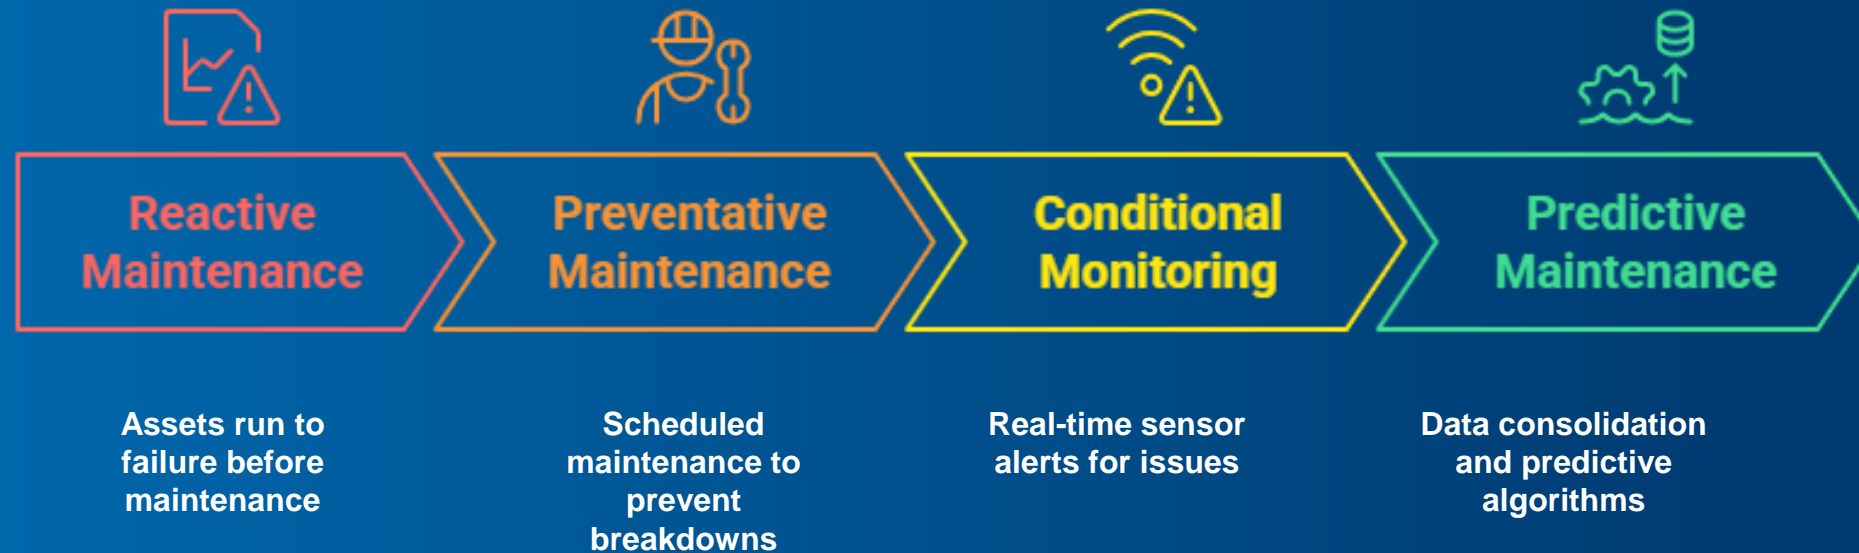 Reactive
Maintenance
Preventative
Maintenance
Conditional
Monitoring
Predictive
Maintenance
Assets run to
failure before
maintenance
Scheduled
maintenance to
prevent
breakdowns
Real-time sensor
alerts for issues
Data consolidation
and predictive
algorithms